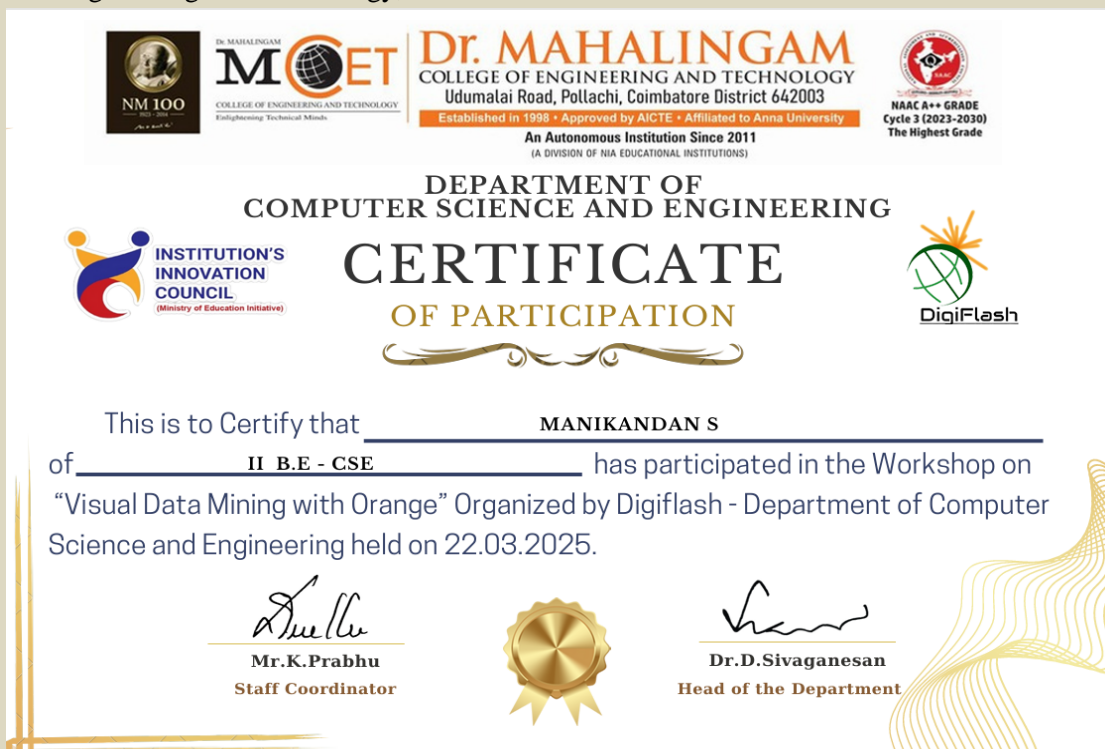 NM 100
1923 - 2014
Dr. MAHALINGAM
MCET
COLLEGE OF ENGINEERING AND TECHNOLOGY
Enlightening Technical Minds
Dr. MAHALINGAM
COLLEGE OF ENGINEERING AND TECHNOLOGY
Udumalai Road, Pollachi, Coimbatore District 642003
Established in 1998 • Approved by AICTE • Affiliated to Anna University
An Autonomous Institution Since 2011
(A DIVISION OF NIA EDUCATIONAL INSTITUTIONS)
NAAC
NAAC A++ GRADE
Cycle 3 (2023-2030)
The Highest Grade
DEPARTMENT OF
COMPUTER SCIENCE AND ENGINEERING
INSTITUTION'S
INNOVATION
COUNCIL
(Ministry of Education Initiative)
CERTIFICATE
OF PARTICIPATION
DigiFlash
This is to Certify that MANIKANDAN S
of II B.E - CSE has participated in the Workshop on
“Visual Data Mining with Orange” Organized by Digiflash - Department of Computer
Science and Engineering held on 22.03.2025.
Mr.K.Prabhu
Staff Coordinator
Dr.D.Sivaganesan
Head of the Department